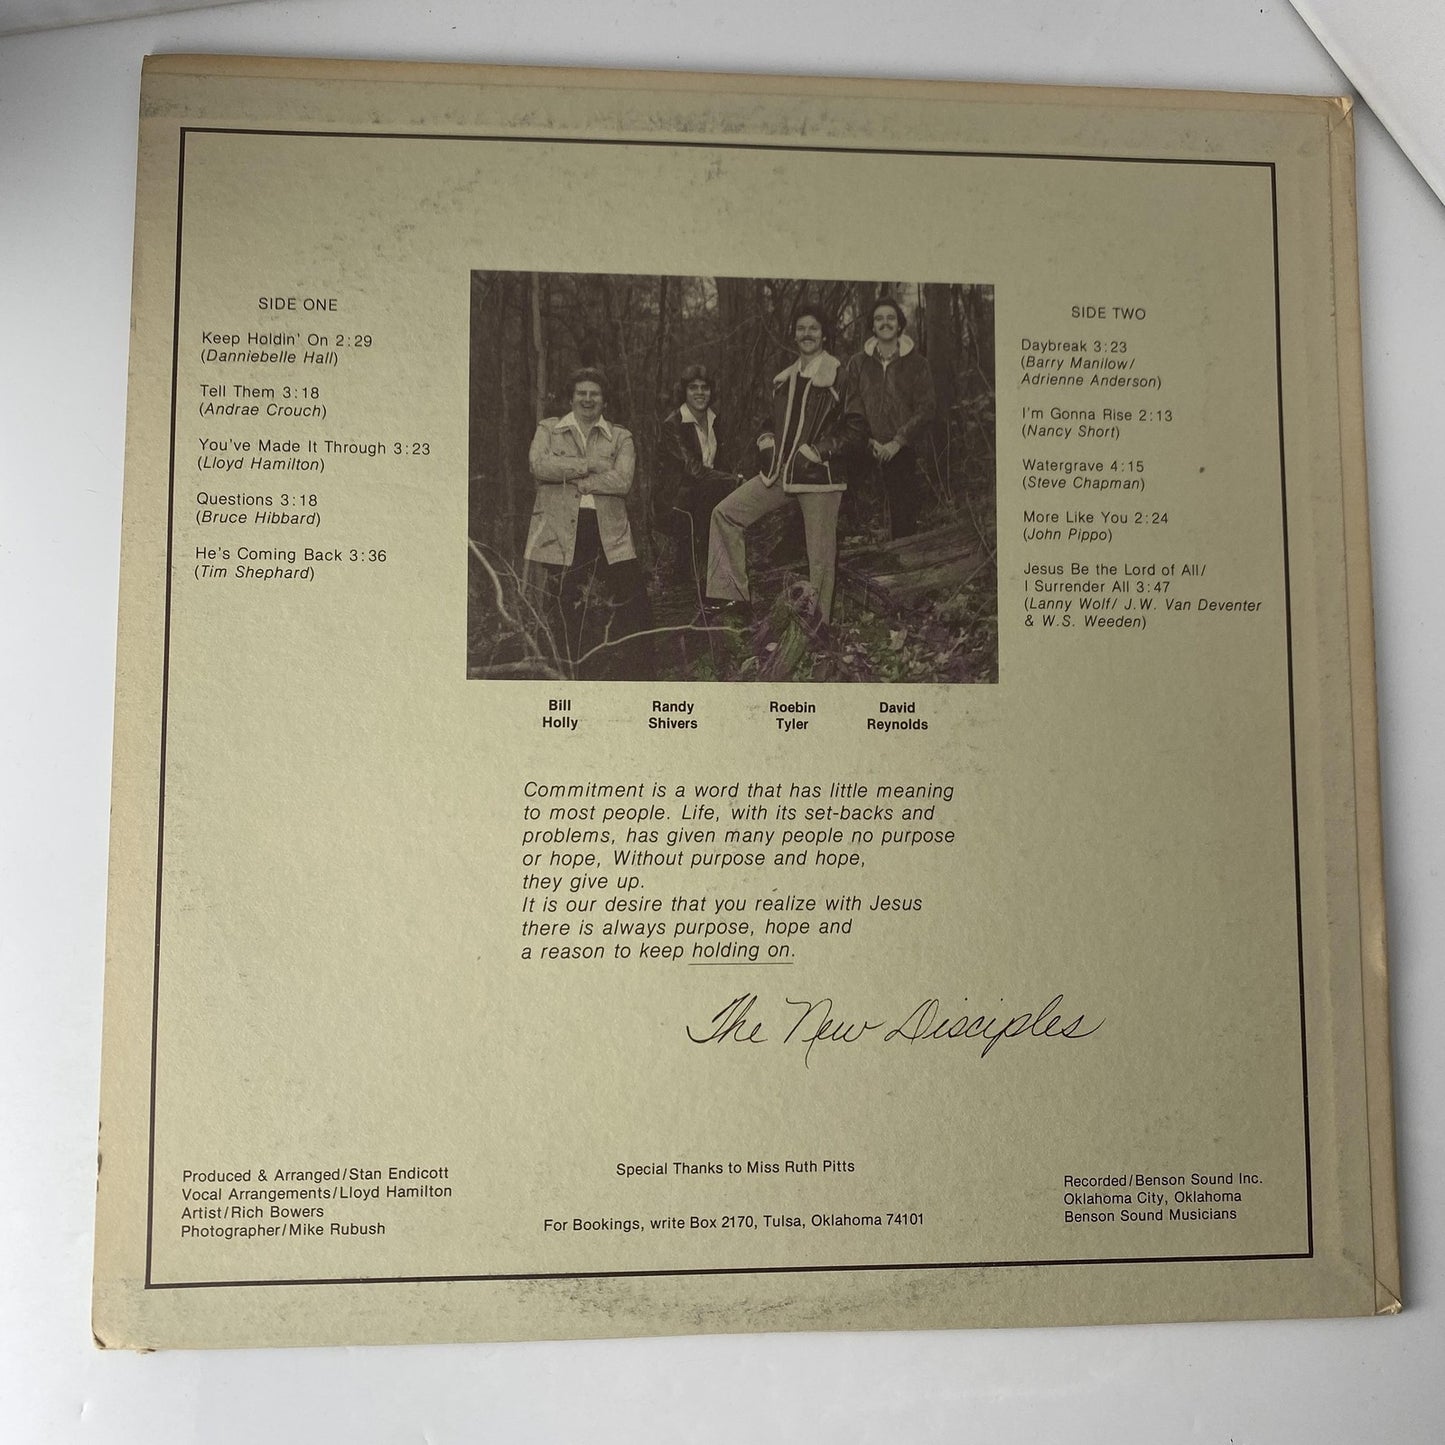 SIDE ONE
Keep Holdin' On 2:29
(Danniebelle Hall)
Tell Them 3:18
(Andrae Crouch)
You've Made It Through 3:23
(Lloyd Hamilton)
Questions 3:18
(Bruce Hibbard)
He's Coming Back 3:36
(Tim Shephard)
SIDE TWO
Daybreak 3:23
(Barry Manilow/
Adrienne Anderson)
I'm Gonna Rise 2:13
(Nancy Short)
Watergrave 4:15
(Steve Chapman)
More Like You 2:24
(John Pippo)
Jesus Be the Lord of All/
I Surrender All 3:47
(Lanny Wolf/ J.W. Van Deventer
& W.S. Weeden)
Bill
Holly
Randy
Shivers
Roebin
Tyler
David
Reynolds
Commitment is a word that has little meaning
to most people. Life, with its set-backs and
problems, has given many people no purpose
or hope, Without purpose and hope,
they give up.
It is our desire that you realize with Jesus
there is always purpose, hope and
a reason to keep holding on.
The New Disciples
Produced & Arranged/Stan Endicott
Vocal Arrangements/Lloyd Hamilton
Artist/Rich Bowers
Photographer/Mike Rubush
Special Thanks to Miss Ruth Pitts
For Bookings, write Box 2170, Tulsa, Oklahoma 74101
Recorded/Benson Sound Inc.
Oklahoma City, Oklahoma
Benson Sound Musicians